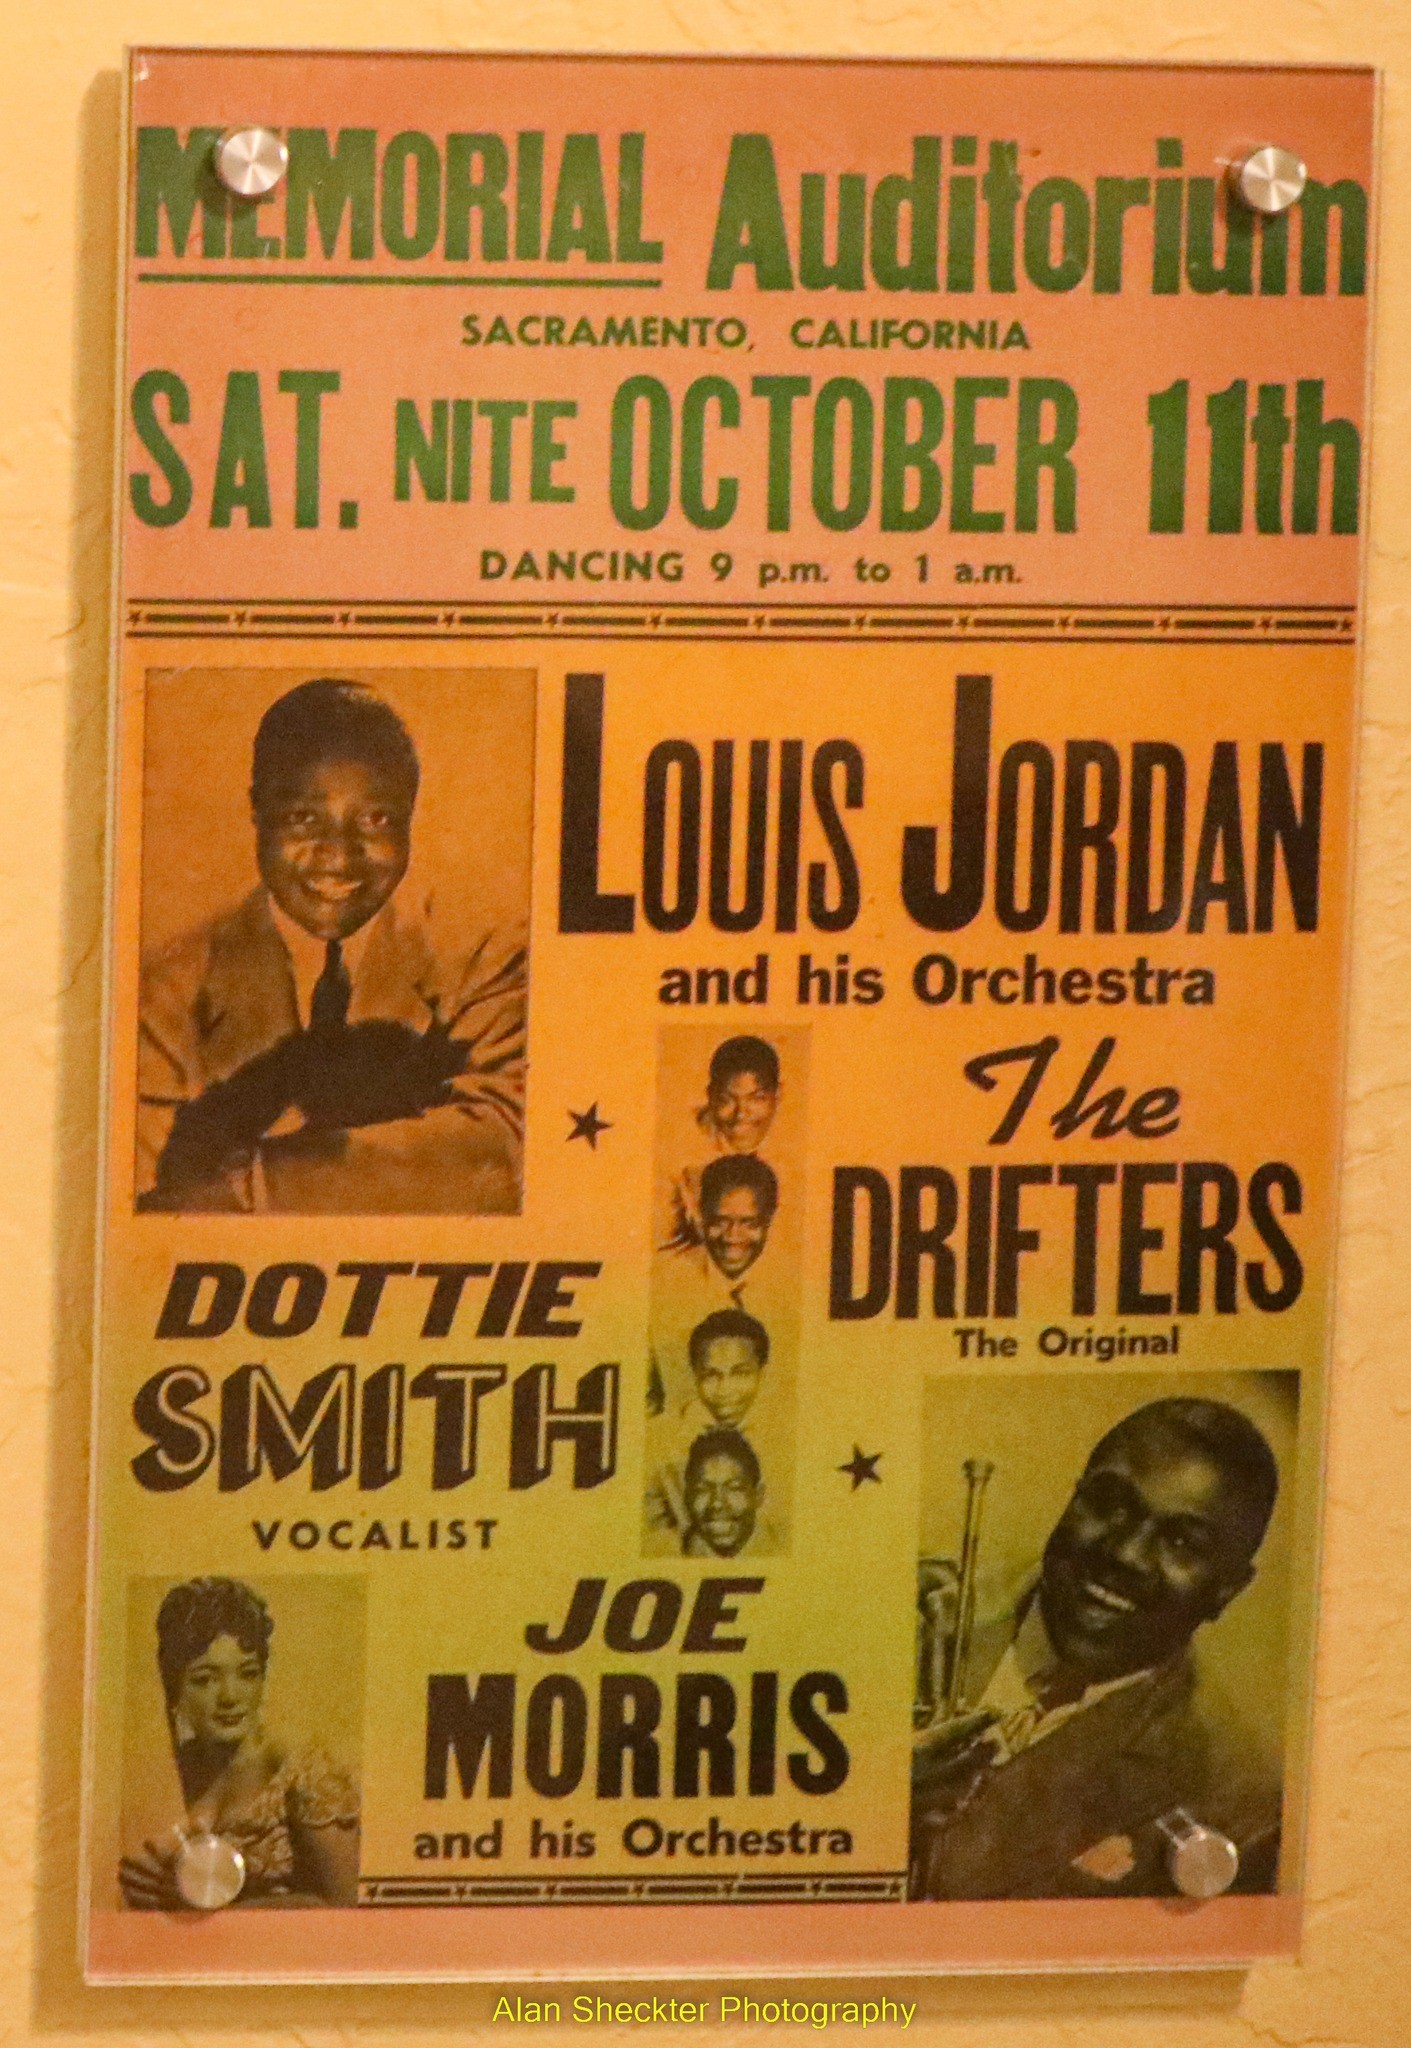 MEMORIAL Auditorium
SACRAMENTO, CALIFORNIA
SAT. NITE OCTOBER 11th
DANCING 9 p.m. to 1 a.m.
LOUIS JORDAN
and his Orchestra
The
DRIFTERS
The Original
DOTTIE
SMITH
VOCALIST
JOE
MORRIS
and his Orchestra
Alan Sheckter Photography